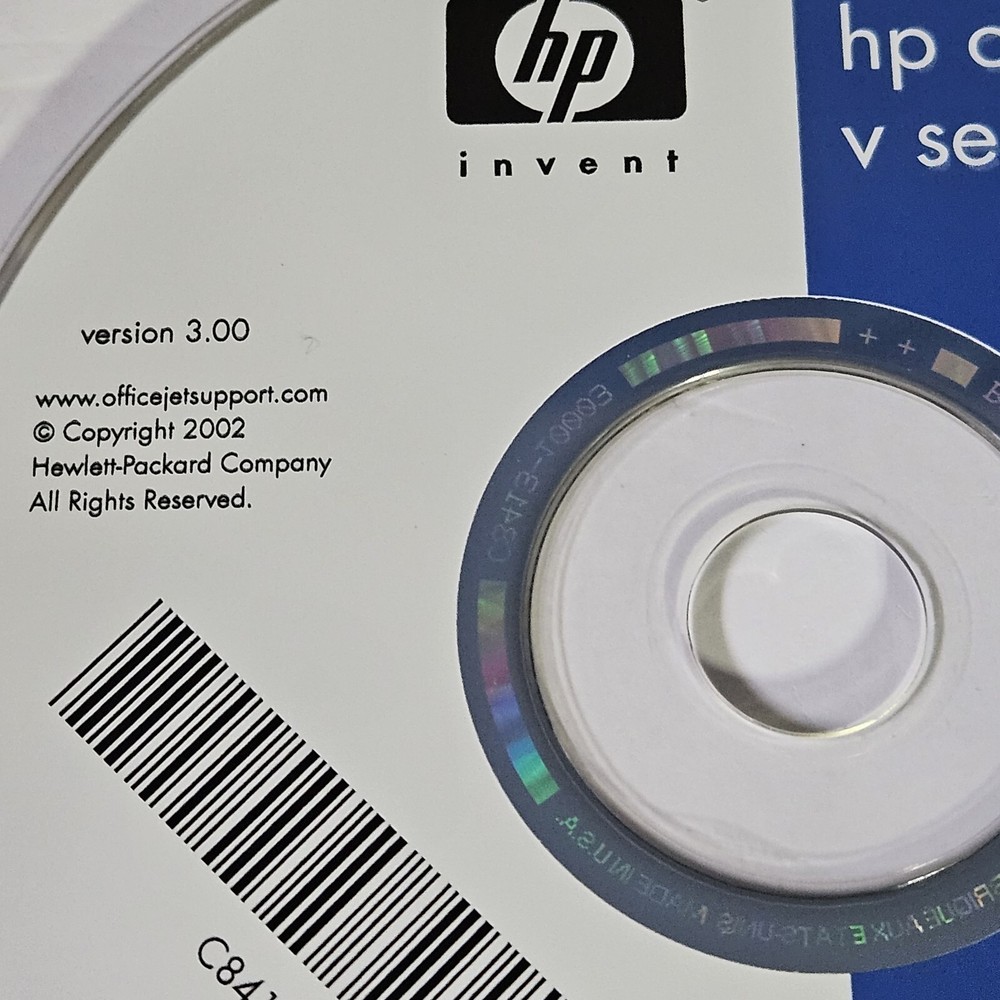 hp
invent
hp
v se
version 3.00
www.officejetsupport.com
© Copyright 2002
Hewlett-Packard Company
All Rights Reserved.
C8413-10003
MADE IN U.S.A.
C841